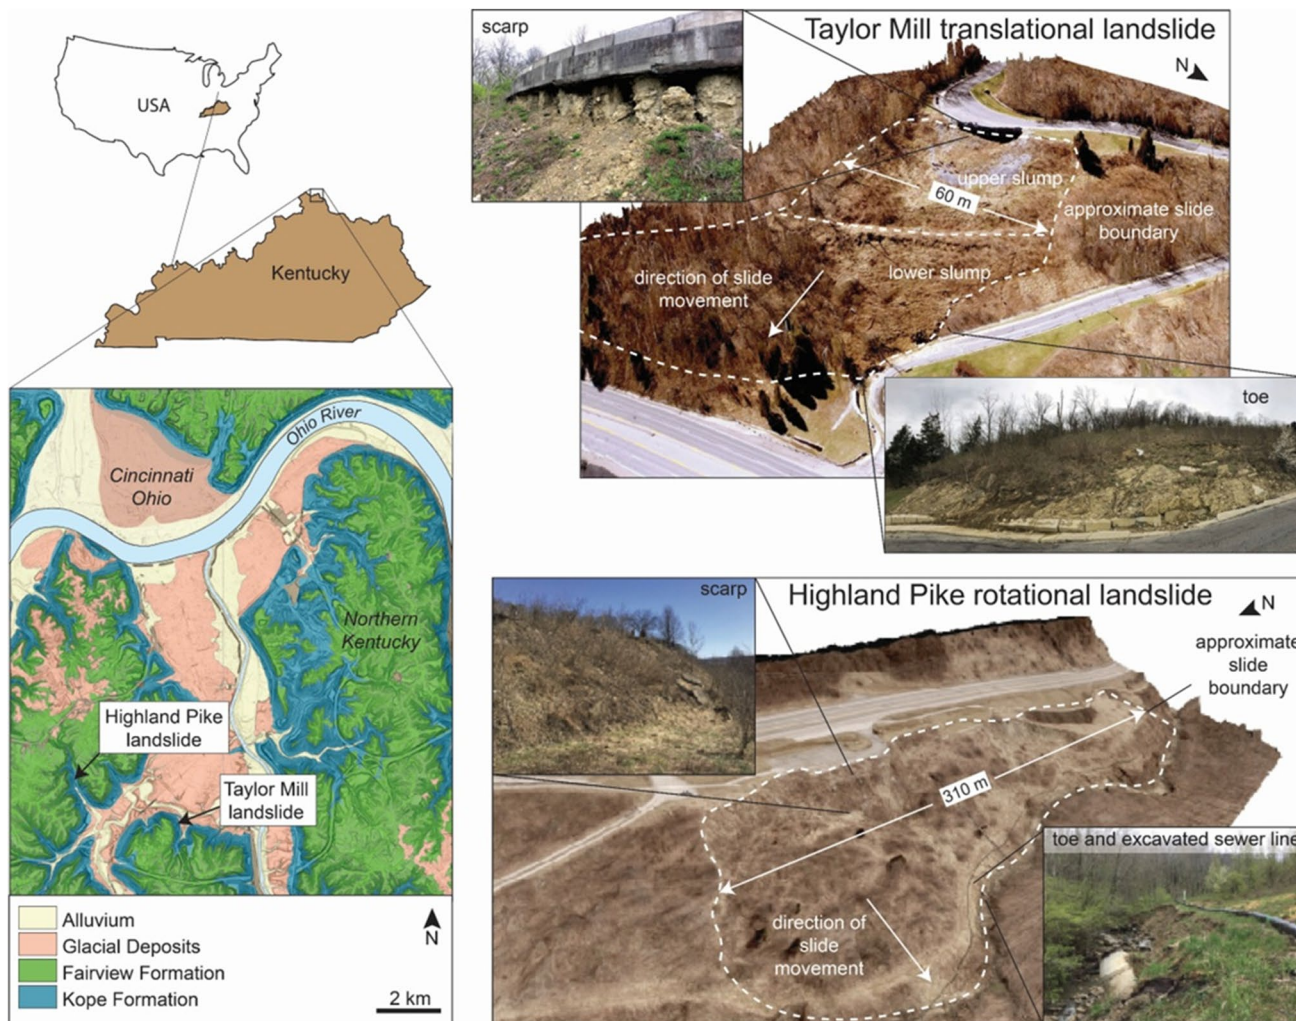 USA
Kentucky
Ohio River
Cincinnati
Ohio
Northern
Kentucky
Highland Pike
landslide
Taylor Mill
landslide
Alluvium
Glacial Deposits
Fairview Formation
Kope Formation
N
2 km
scarp
Taylor Mill translational landslide
N
upper slump
60 m
approximate slide
boundary
direction of slide
movement
lower slump
toe
scarp
Highland Pike rotational landslide
N
approximate
slide
boundary
310 m
toe and excavated sewer line
direction of
slide
movement